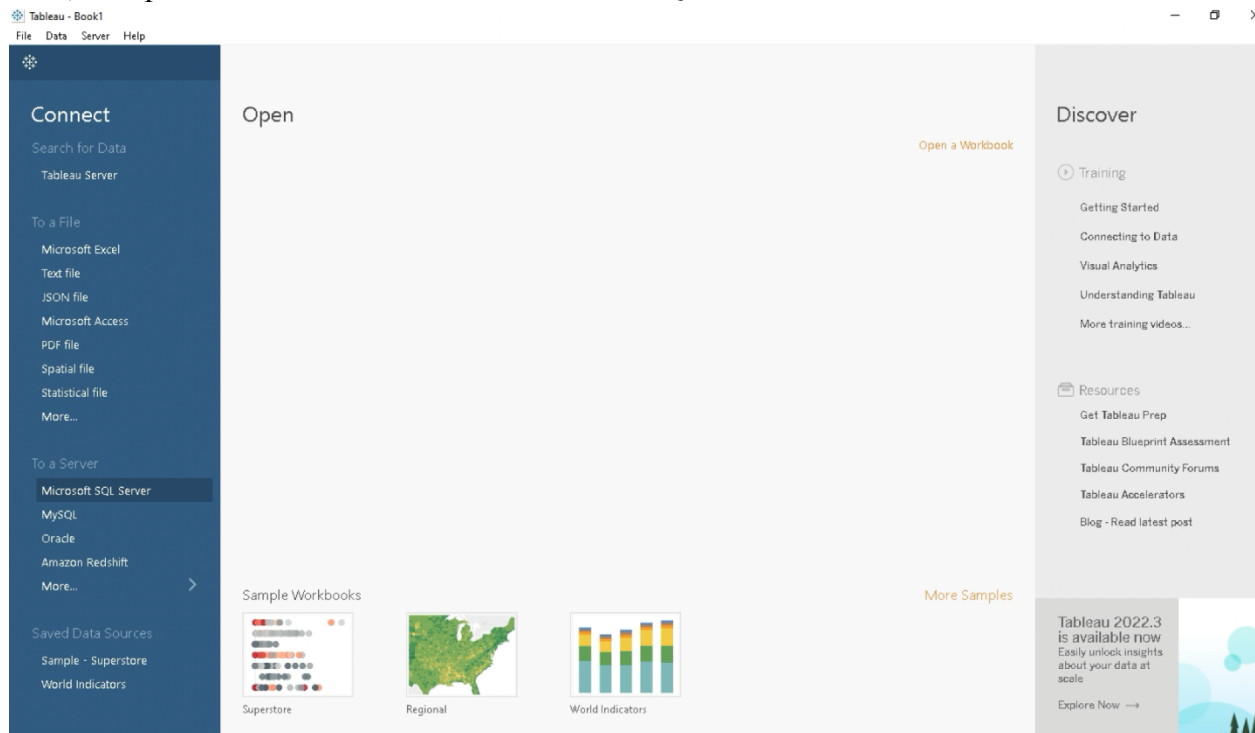 Tableau - Book1
File Data Server Help
Connect
Search for Data
Tableau Server
To a File
Microsoft Excel
Text file
JSON file
Microsoft Access
PDF file
Spatial file
Statistical file
More...
To a Server
Microsoft SQL Server
MySQL
Oracle
Amazon Redshift
More...
Saved Data Sources
Sample - Superstore
World Indicators
Open
Open a Workbook
Sample Workbooks
More Samples
Superstore
Regional
World Indicators
Discover
Training
Getting Started
Connecting to Data
Visual Analytics
Understanding Tableau
More training videos...
Resources
Get Tableau Prep
Tableau Blueprint Assessment
Tableau Community Forums
Tableau Accelerators
Blog - Read latest post
Tableau 2022.3
is available now
Easily unlock insights
about your data at
scale
Explore Now →